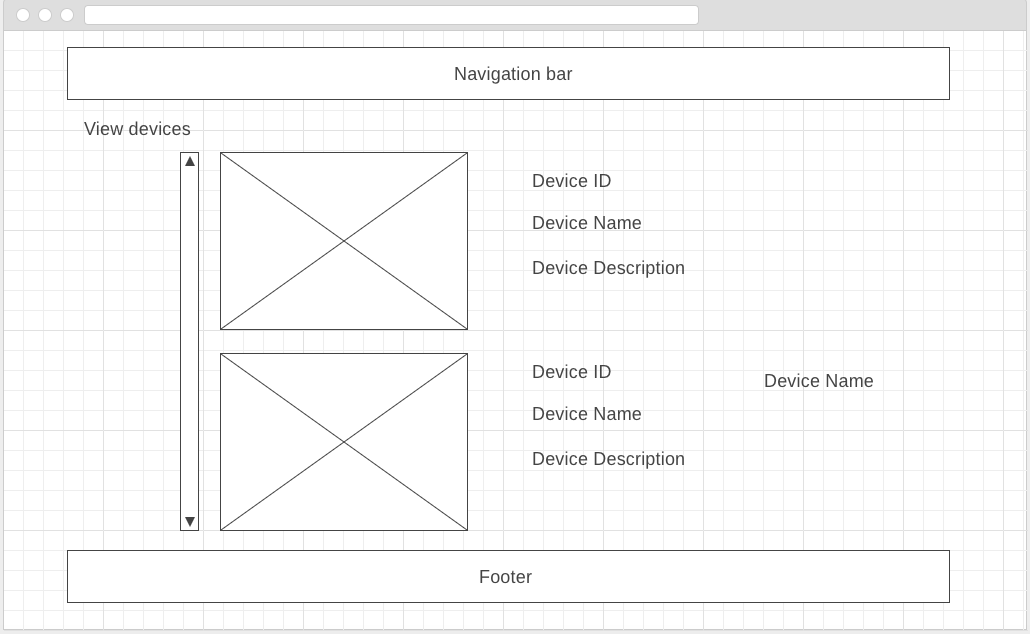 Navigation bar
View devices
Device ID
Device Name
Device Description
Device ID
Device Name
Device Name
Device Description
Footer